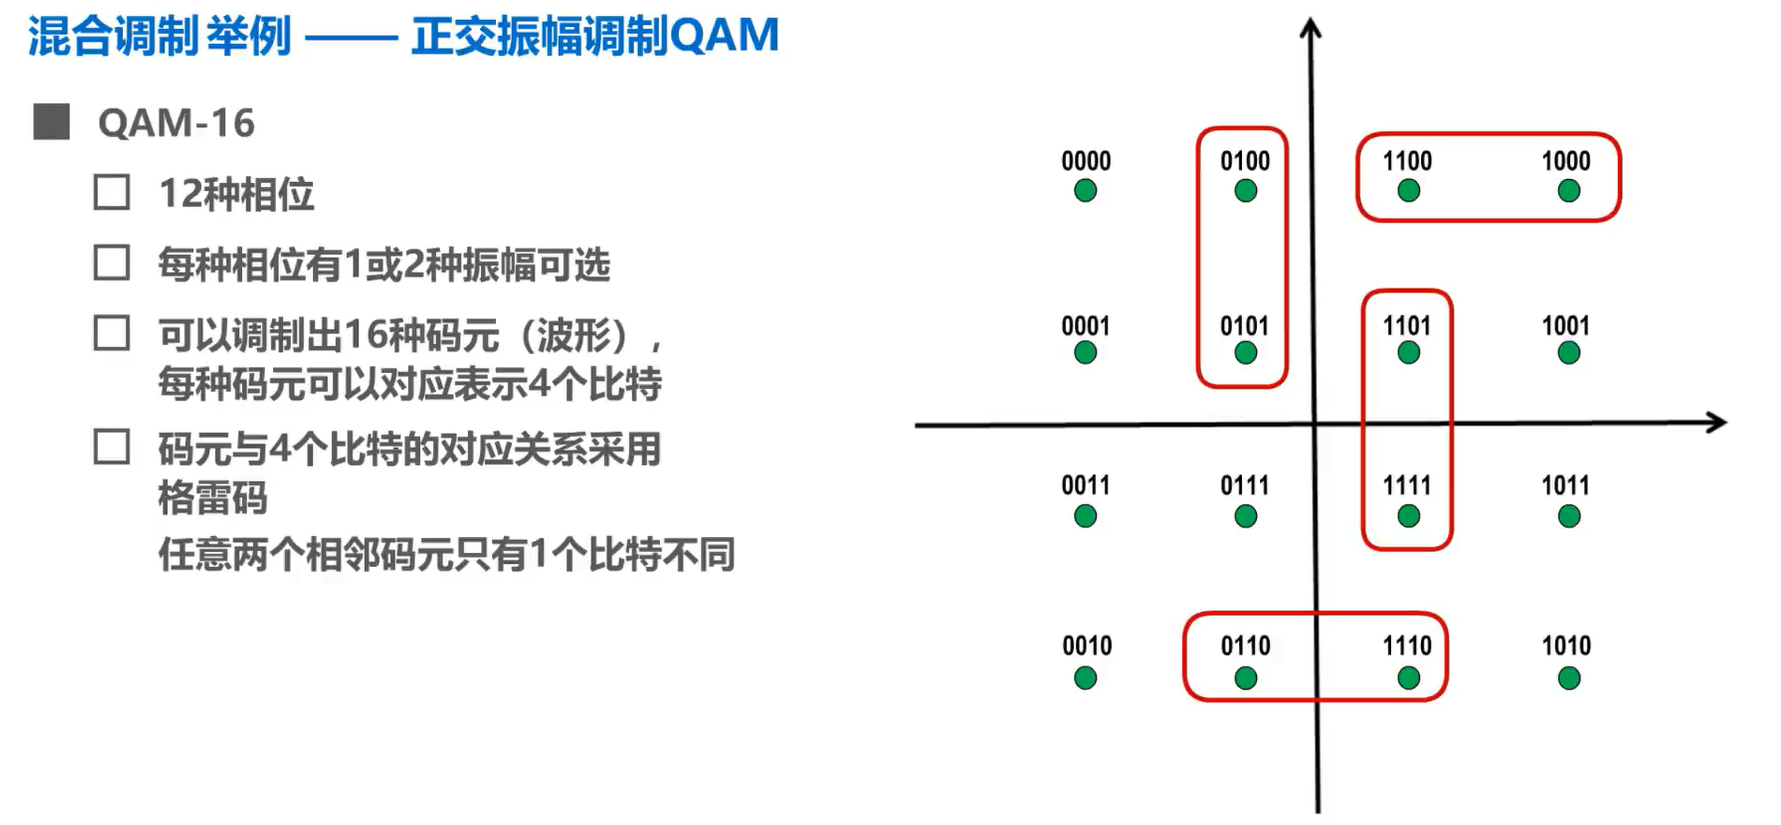 混合调制 举例 —— 正交振幅调制QAM
QAM-16
12种相位
每种相位有1或2种振幅可选
可以调制出16种码元（波形），
每种码元可以对应表示4个比特
码元与4个比特的对应关系采用
格雷码
任意两个相邻码元只有1个比特不同
0000 0100 1100 1000
0001 0101 1101 1001
0011 0111 1111 1011
0010 0110 1110 1010